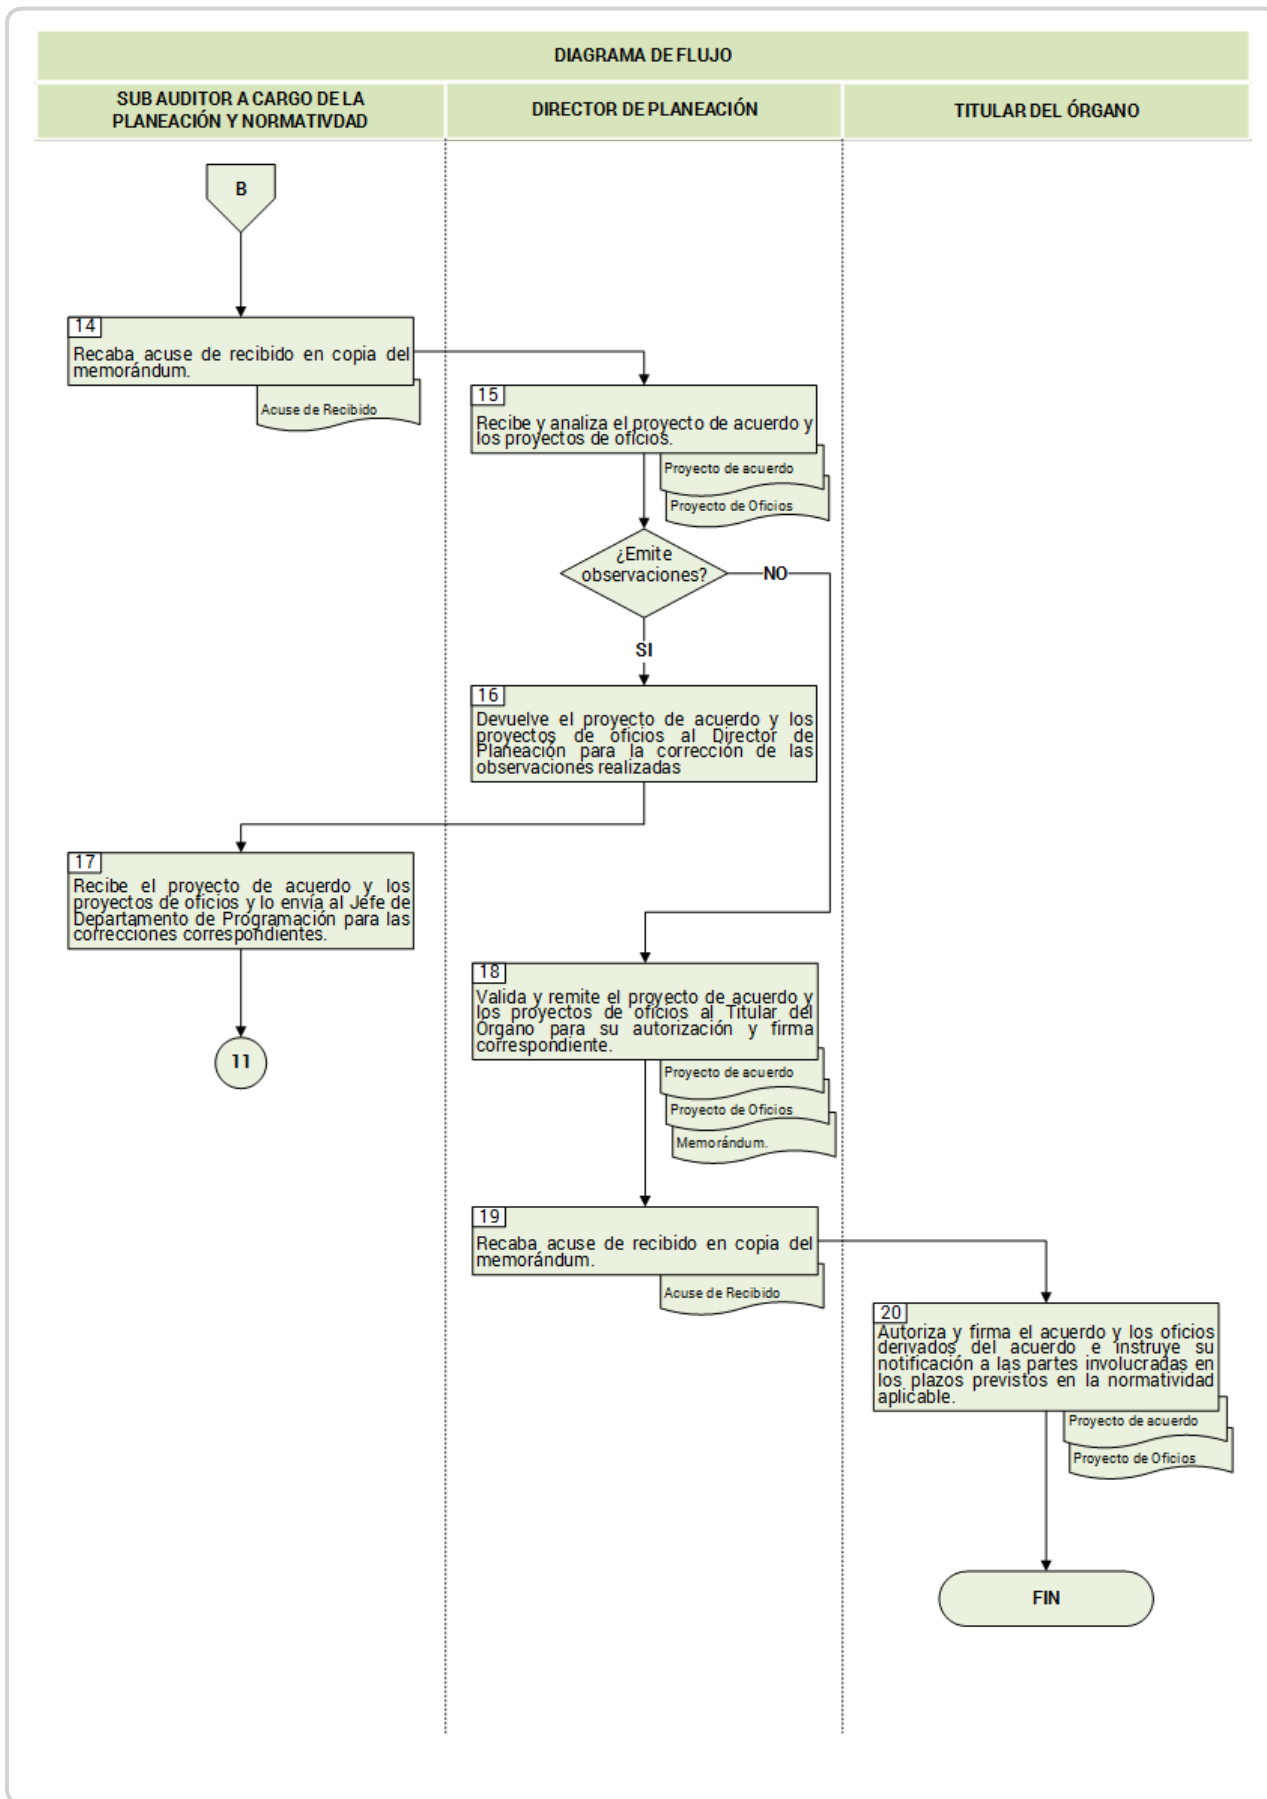 DIAGRAMA DE FLUJO
SUB AUDITOR A CARGO DE LA
PLANEACIÓN Y NORMATIVDAD
DIRECTOR DE PLANEACIÓN
TITULAR DEL ÓRGANO
B
14
Recaba acuse de recibido en copia del
memorándum.
Acuse de Recibido
15
Recibe y analiza el proyecto de acuerdo y
los proyectos de oficios.
Proyecto de acuerdo
Proyecto de Oficios
¿Emite
observaciones?
NO
SI
16
Devuelve el proyecto de acuerdo y los
proyectos de oficios al Director de
Planeación para la corrección de las
observaciones realizadas
17
Recibe el proyecto de acuerdo y los
proyectos de oficios y lo envía al Jefe de
Departamento de Programación para las
correcciones correspondientes.
11
18
Valida y remite el proyecto de acuerdo y
los proyectos de oficios al Titular del
Órgano para su autorización y firma
correspondiente.
Proyecto de acuerdo
Proyecto de Oficios
Memorándum.
19
Recaba acuse de recibido en copia del
memorándum.
Acuse de Recibido
20
Autoriza y firma el acuerdo y los oficios
derivados del acuerdo e instruye su
notificación a las partes involucradas en
los plazos previstos en la normatividad
aplicable.
Proyecto de acuerdo
Proyecto de Oficios
FIN